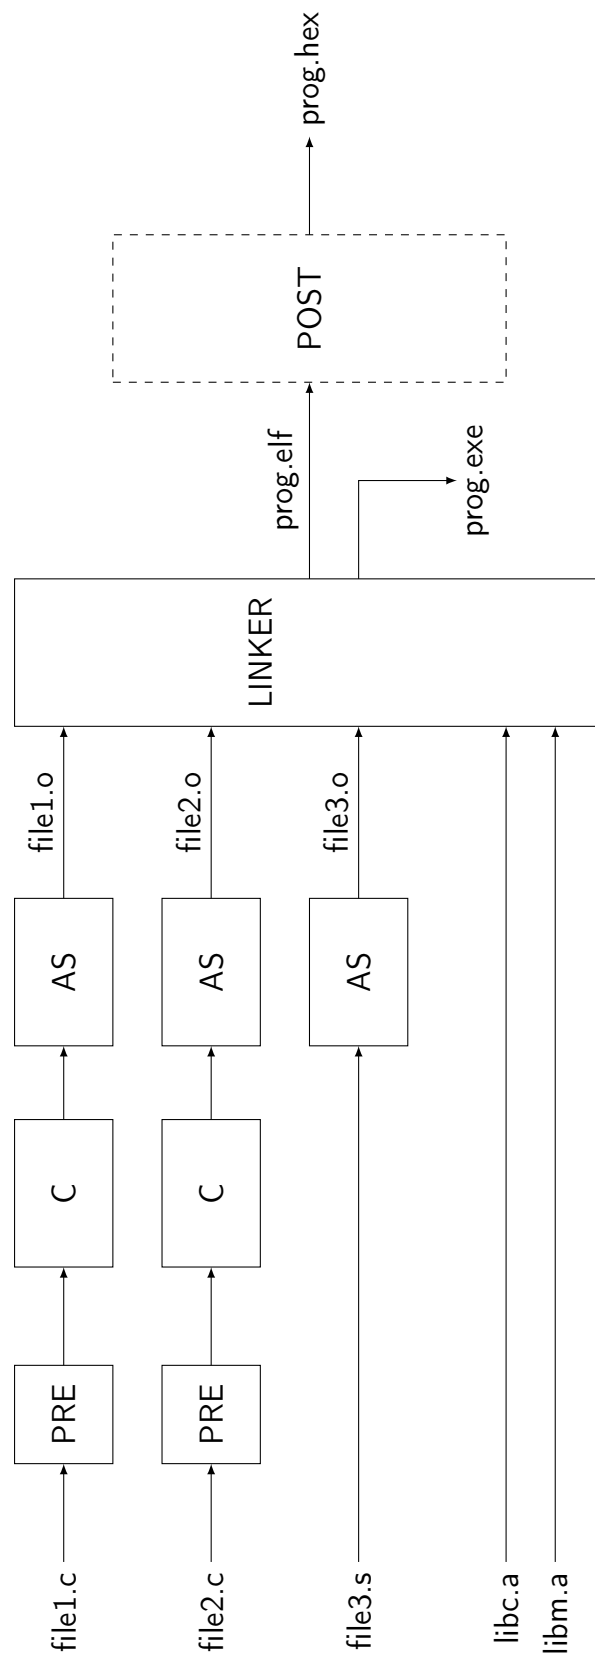 file1.c
PRE
C
AS
file1.o
file2.c
PRE
C
AS
file2.o
file3.s
AS
file3.o
libc.a
libm.a
LINKER
prog.elf
prog.exe
POST
prog.hex